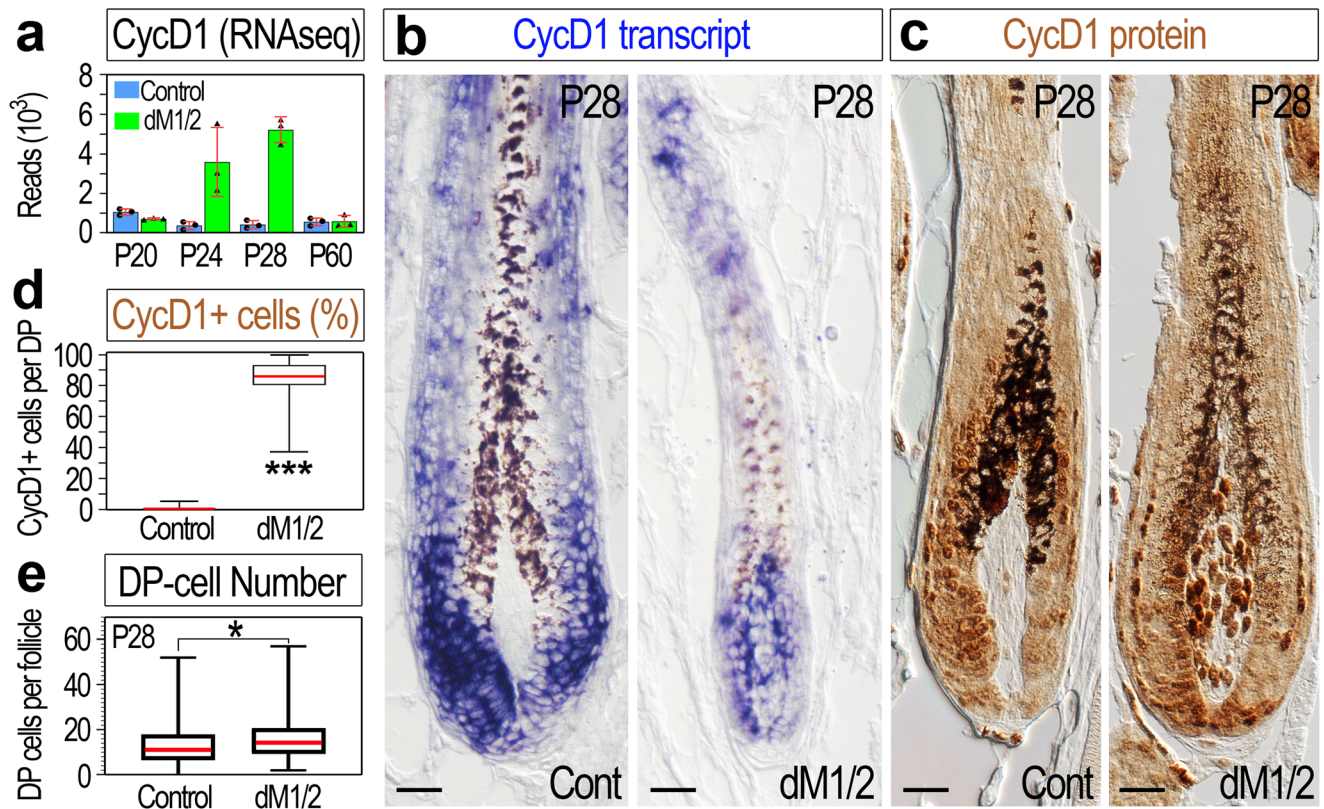 a
CycD1 (RNAseq)
Reads (10³)
8
6
4
2
0
Control
dM1/2
P20 P24 P28 P60
b
CycD1 transcript
P28
Cont
P28
dM1/2
c
CycD1 protein
P28
Cont
P28
dM1/2
d
CycD1+ cells (%)
CycD1+ cells per DP
100
80
60
40
20
0
***
Control dM1/2
e
DP-cell Number
DP cells per follicle
P28
*
60
40
20
0
Control dM1/2